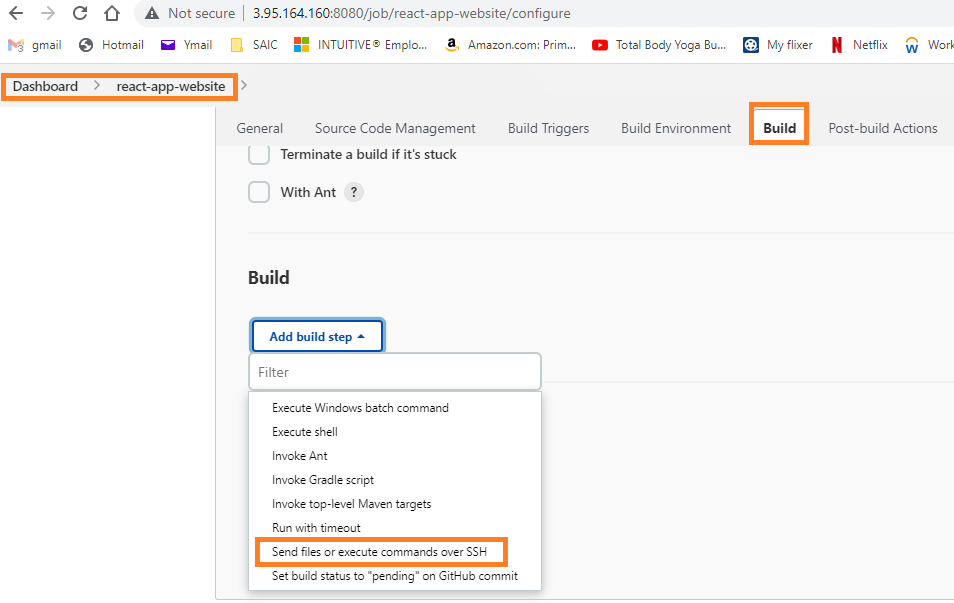 Not secure | 3.95.164.160:8080/job/react-app-website/configure
gmail Hotmail Ymail SAIC INTUITIVE® Emplo... Amazon.com: Prim... Total Body Yoga Bu... My flixer Netflix Work
Dashboard > react-app-website >
General Source Code Management Build Triggers Build Environment Build Post-build Actions
Terminate a build if it's stuck
With Ant ?
Build
Add build step
Filter
Execute Windows batch command
Execute shell
Invoke Ant
Invoke Gradle script
Invoke top-level Maven targets
Run with timeout
Send files or execute commands over SSH
Set build status to "pending" on GitHub commit